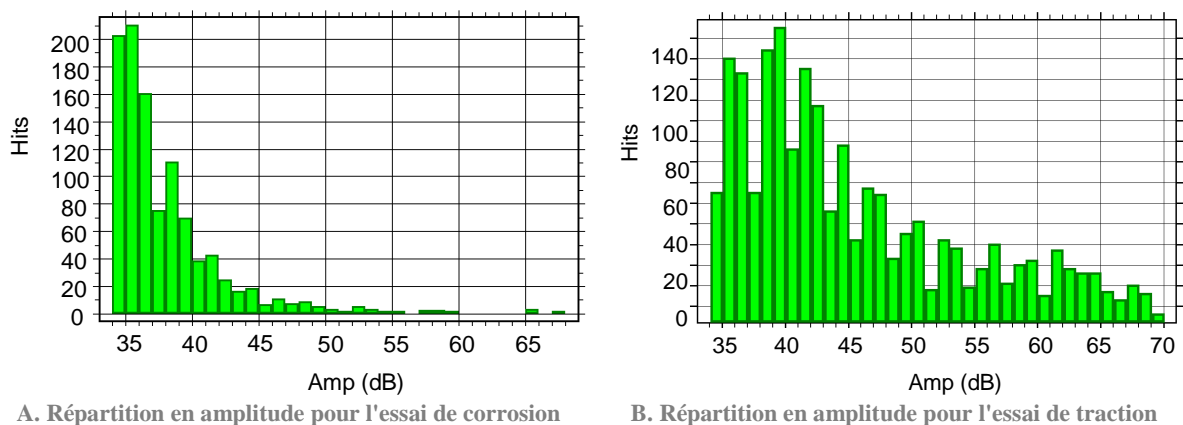 200
180
160
140
120
100
80
60
40
20
0
Hits
35 40 45 50 55 60 65
Amp (dB)
A. Répartition en amplitude pour l'essai de corrosion
140
120
100
80
60
40
20
0
Hits
35 40 45 50 55 60 65 70
Amp (dB)
B. Répartition en amplitude pour l'essai de traction